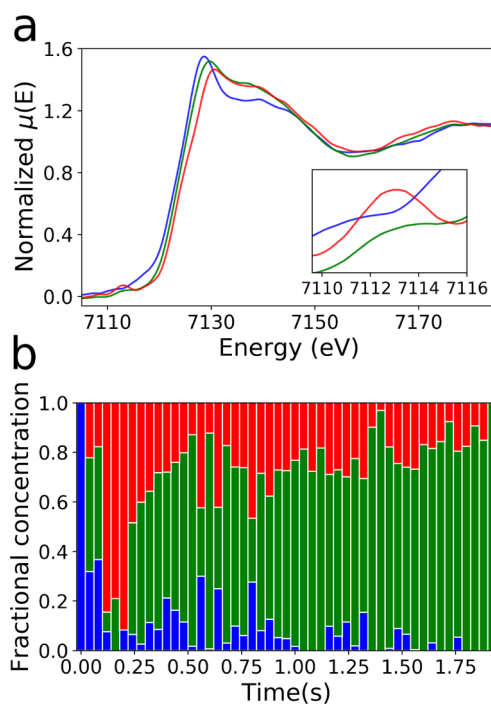 a
Normalized μ(E)
1.6
1.2
0.8
0.4
0.0
7110 7112 7114 7116
7110 7130 7150 7170
Energy (eV)
b
Fractional concentration
1.0
0.8
0.6
0.4
0.2
0.0
0.00 0.25 0.50 0.75 1.00 1.25 1.50 1.75
Time(s)